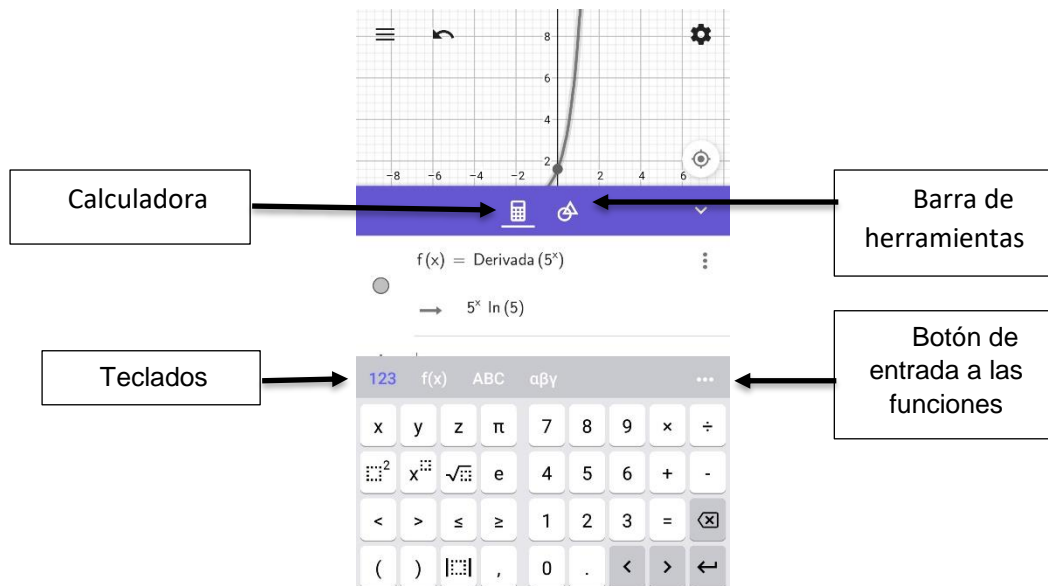 8
6
4
2
−8 −6 −4 −2 2 4 6
Calculadora
Barra de
herramientas
f(x) = Derivada(5ˣ)
→ 5ˣ ln(5)
Teclados
Botón de
entrada a las
funciones
123 f(x) ABC αβγ ...
x y z π 7 8 9 × ÷
² x √ e 4 5 6 + -
< > ≤ ≥ 1 2 3 =
( ) | | , 0 . < >